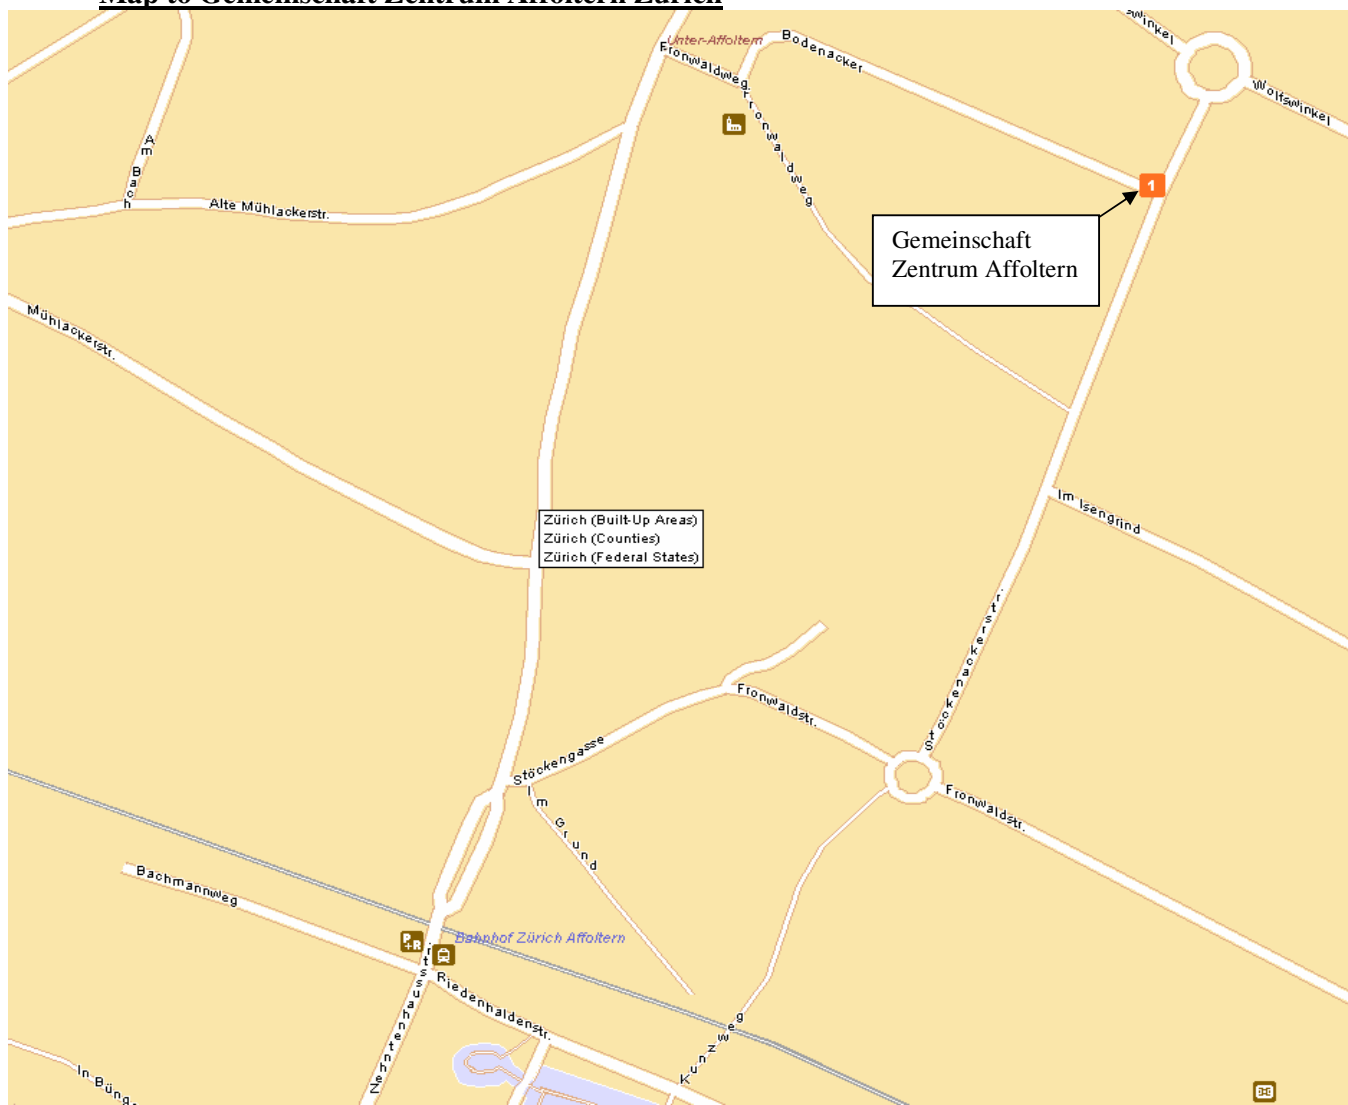 Map to Gemeinschaft Zentrum Affoltern Zürich
Unter-Affoltern
Fronwaldweg
Bodenacker
Wolfswinkel
Fronwaldweg
Am Bach
Alte Mühlackerstr.
1
Gemeinschaft
Zentrum Affoltern
Mühlackerstr.
Zürich (Built-Up Areas)
Zürich (Counties)
Zürich (Federal States)
Im Isengrind
Stöckenackerstr.
Fronwaldstr.
Stöckengasse
Im Grund
Fronwaldstr.
Bachmannweg
P+R
Bahnhof Zürich Affoltern
Riedenhaldenstr.
Zehntenhausstr.
Kunzweg
In Büng